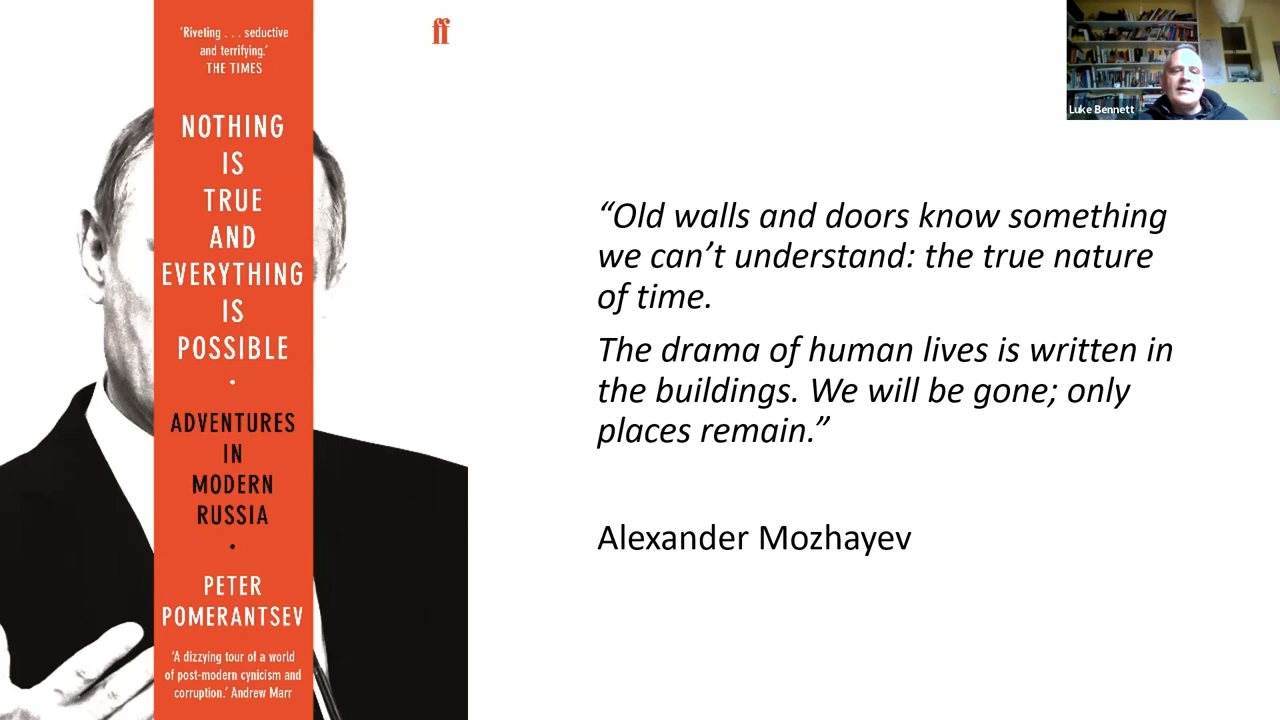 ‘Riveting . . . seductive
and terrifying.’
THE TIMES
NOTHING
IS
TRUE
AND
EVERYTHING
IS
POSSIBLE
•
ADVENTURES
IN
MODERN
RUSSIA
•
PETER
POMERANTSEV
‘A dizzying tour of a world
of post-modern cynicism and
corruption.’ Andrew Marr
ff
“Old walls and doors know something
we can’t understand: the true nature
of time.
The drama of human lives is written in
the buildings. We will be gone; only
places remain.”
Alexander Mozhayev
Luke Bennett